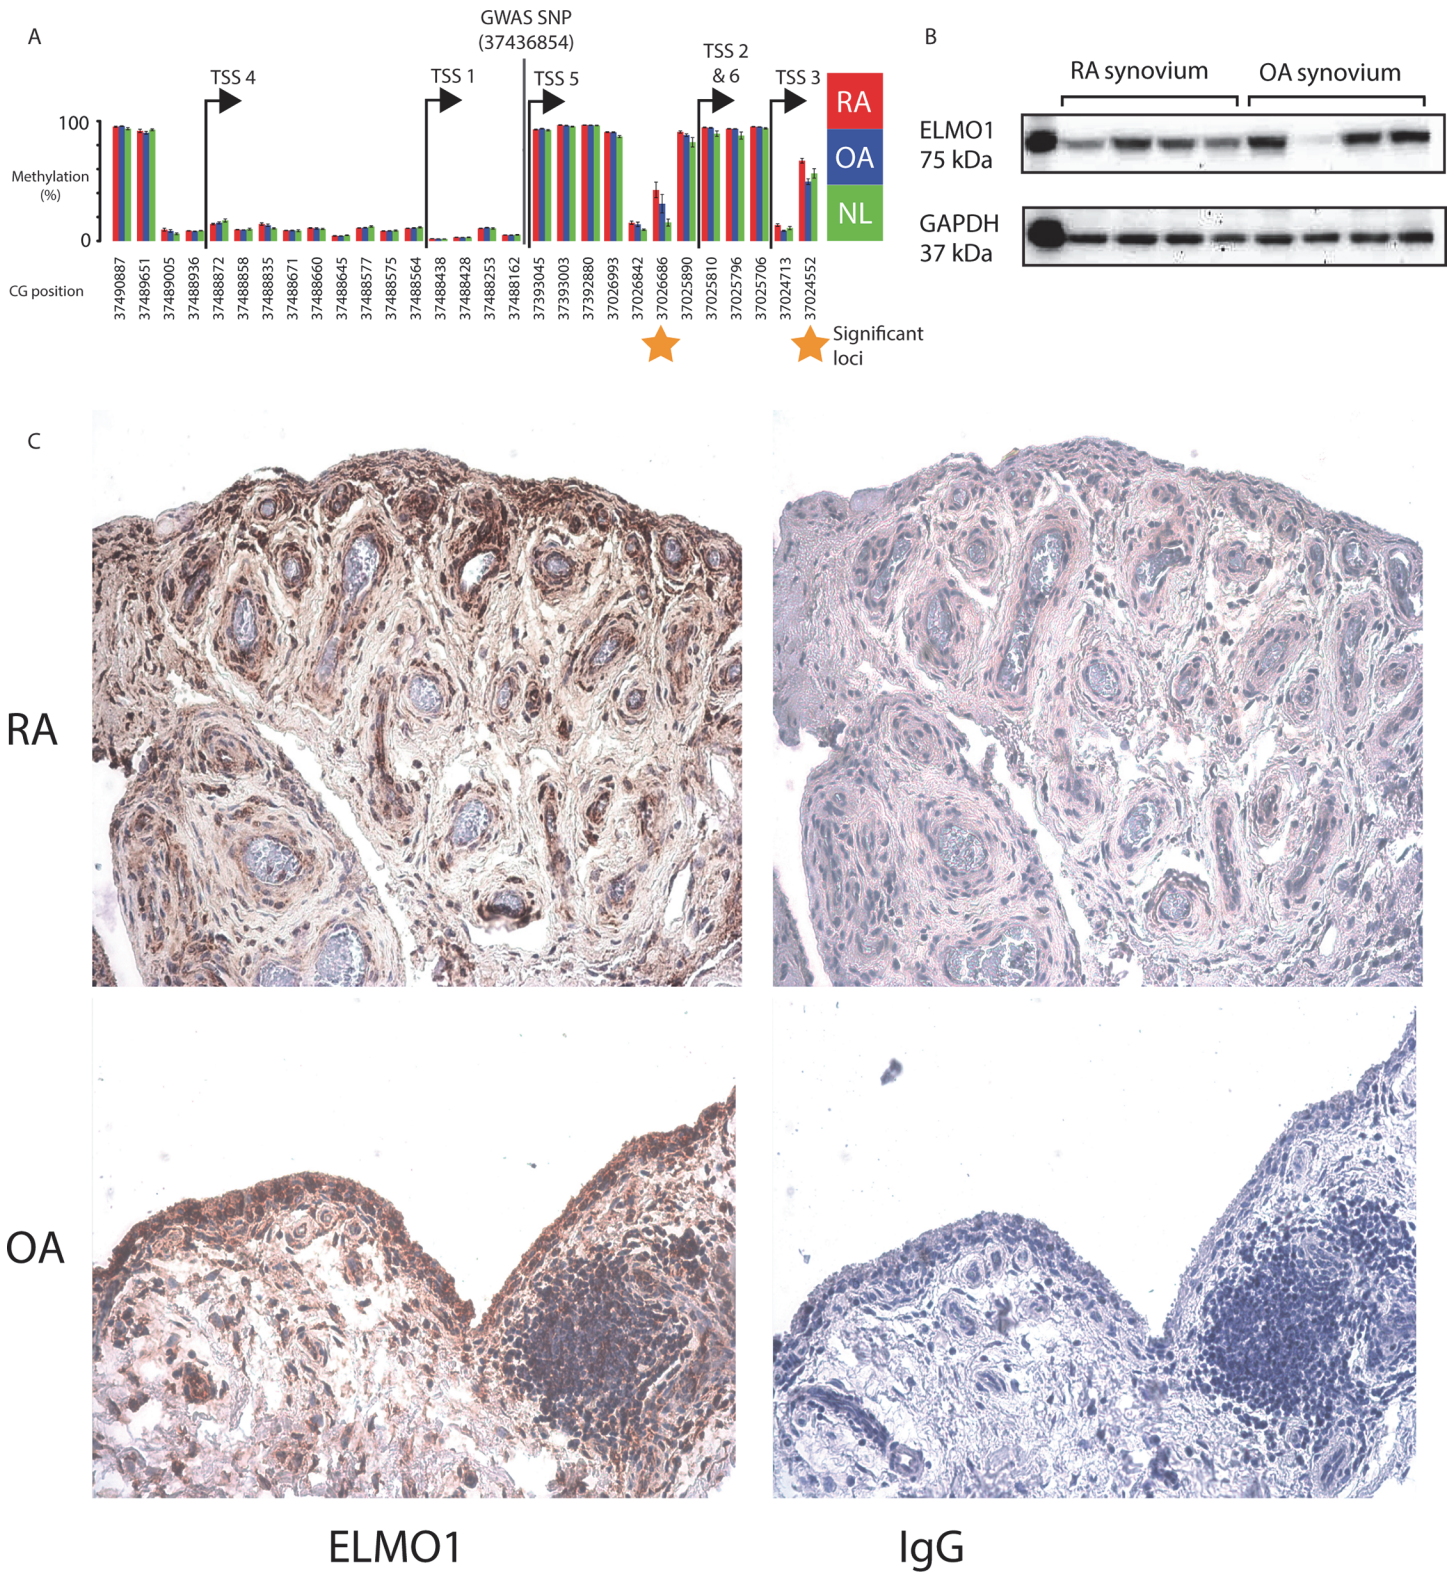 A
GWAS SNP
(37436854)
TSS 4
TSS 1
TSS 5
TSS 2
& 6
TSS 3
RA
OA
NL
100
Methylation
(%)
0
CG position
37490887
37489651
37489005
37488936
37488872
37488858
37488835
37488671
37488660
37488645
37488577
37488575
37488564
37488438
37488428
37488253
37488162
37393045
37393003
37392880
37026993
37026842
37026686
37025890
37025810
37025796
37025706
37024713
37024552
Significant
loci
B
RA synovium
OA synovium
ELMO1
75 kDa
GAPDH
37 kDa
C
RA
OA
ELMO1
IgG